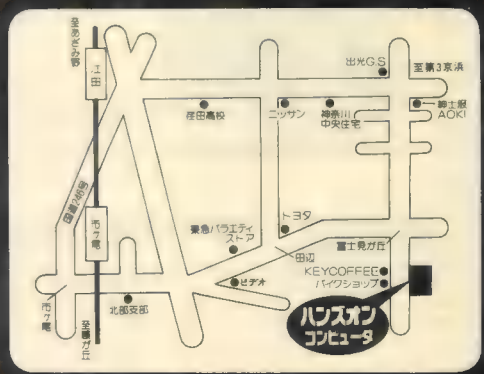 至あざみ野
江田
国道246号
市ヶ尾
市ヶ尾
至藤が丘
北部支部
荏田高校
ニッサン
神奈川
中央住宅
出光G.S
至第3京浜
紳士服
AOKI
東急バラエティ
ストア
トヨタ
田辺
富士見が丘
ビデオ
KEYCOFFEE
バイクショップ
ハンズオン
コンピュータ